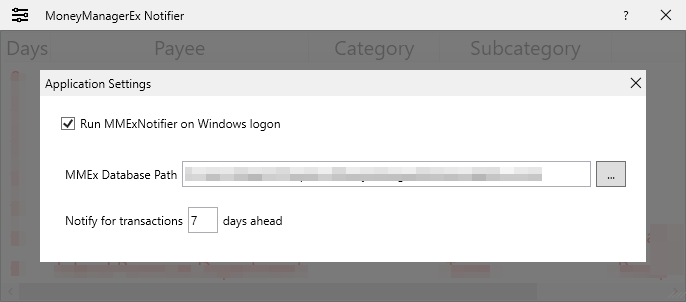 MoneyManagerEx Notifier ?
Days Payee Category Subcategory
Application Settings
Run MMExNotifier on Windows logon
MMEx Database Path ...
Notify for transactions 7 days ahead